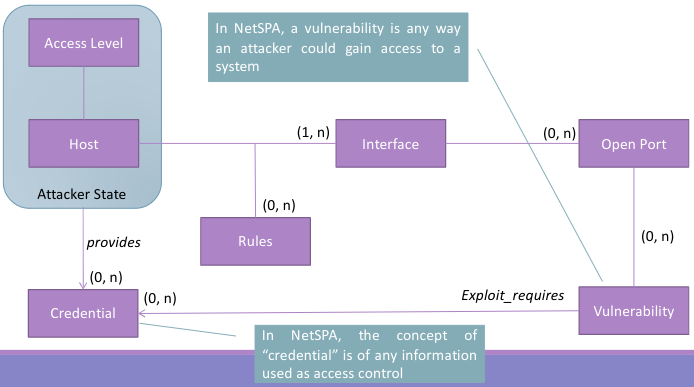 Access Level
In NetSPA, a vulnerability is any way
an attacker could gain access to a
system
Host
(1, n)
Interface
(0, n)
Open Port
Attacker State
(0, n)
Rules
provides
(0, n)
(0, n)
Credential
(0, n)
Exploit_requires
Vulnerability
In NetSPA, the concept of
“credential” is of any information
used as access control